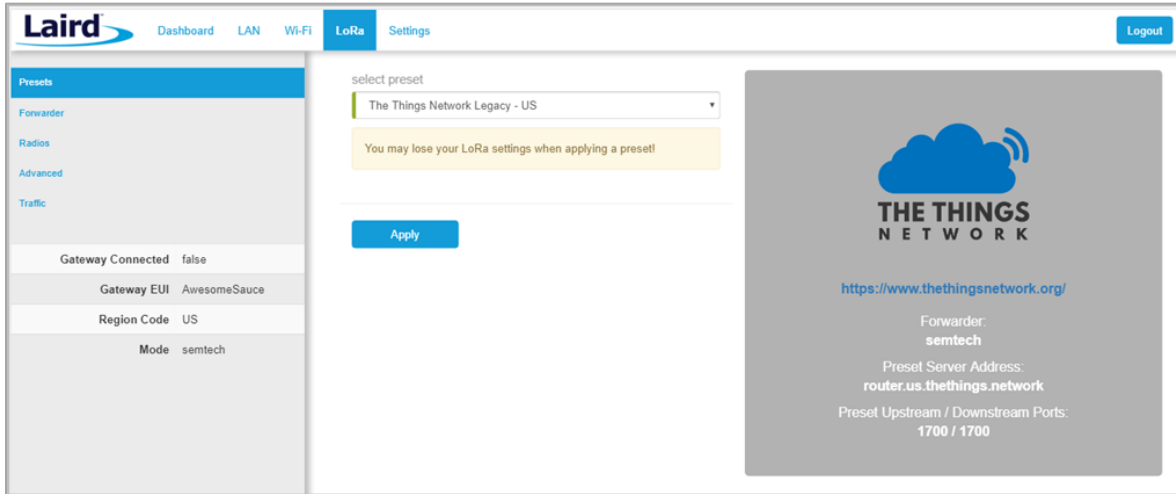 Laird
Dashboard LAN Wi-Fi LoRa Settings Logout
Presets
Forwarder
Radios
Advanced
Traffic
Gateway Connected false
Gateway EUI AwesomeSauce
Region Code US
Mode semtech
select preset
The Things Network Legacy - US
You may lose your LoRa settings when applying a preset!
Apply
THE THINGS
NETWORK
https://www.thethingsnetwork.org/
Forwarder:
semtech
Preset Server Address:
router.us.thethings.network
Preset Upstream / Downstream Ports:
1700 / 1700